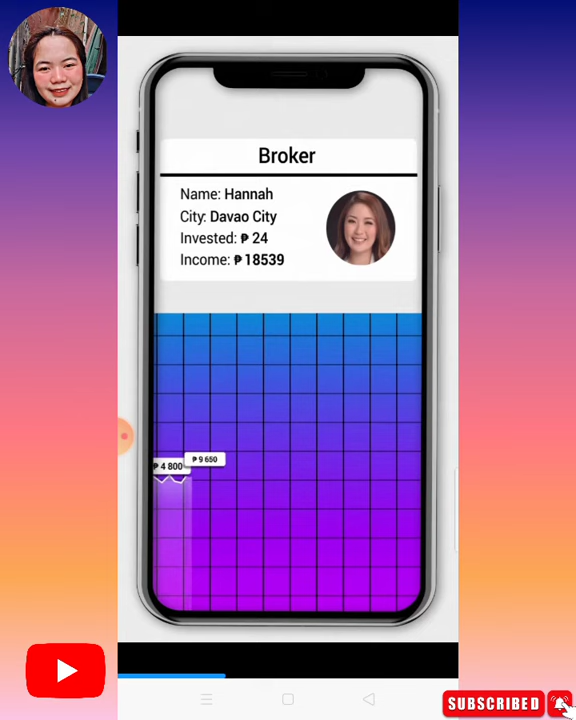 Broker
Name: Hannah
City: Davao City
Invested: ₱ 24
Income: ₱ 18539
₱ 9 650
₱ 4 800
SUBSCRIBED